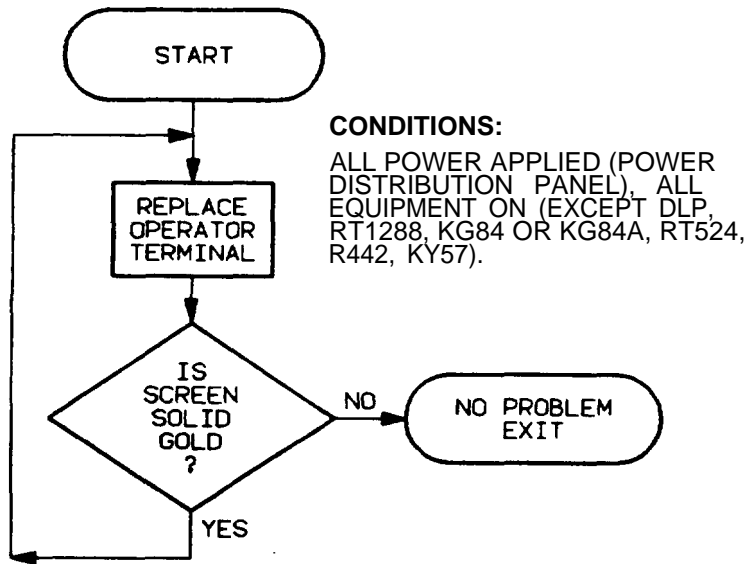 START
CONDITIONS:
ALL POWER APPLIED (POWER
DISTRIBUTION PANEL), ALL
EQUIPMENT ON (EXCEPT DLP,
RT1288, KG84 OR KG84A, RT524,
R442, KY57).
REPLACE
OPERATOR
TERMINAL
IS
SCREEN
SOLID
GOLD
?
NO
NO PROBLEM
EXIT
YES